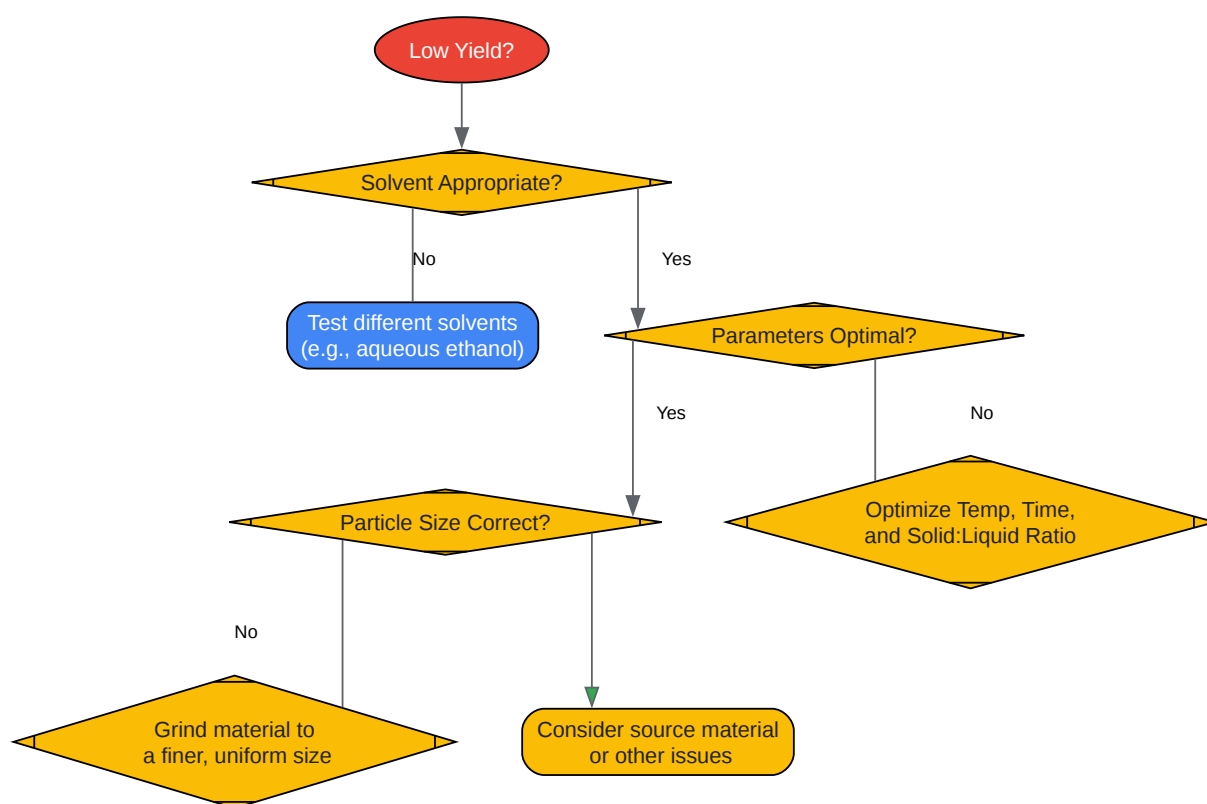 Low Yield?
Solvent Appropriate?
No
Yes
Test different solvents
(e.g., aqueous ethanol)
Parameters Optimal?
Yes
No
Particle Size Correct?
Optimize Temp, Time,
and Solid:Liquid Ratio
No
Grind material to
a finer, uniform size
Consider source material
or other issues